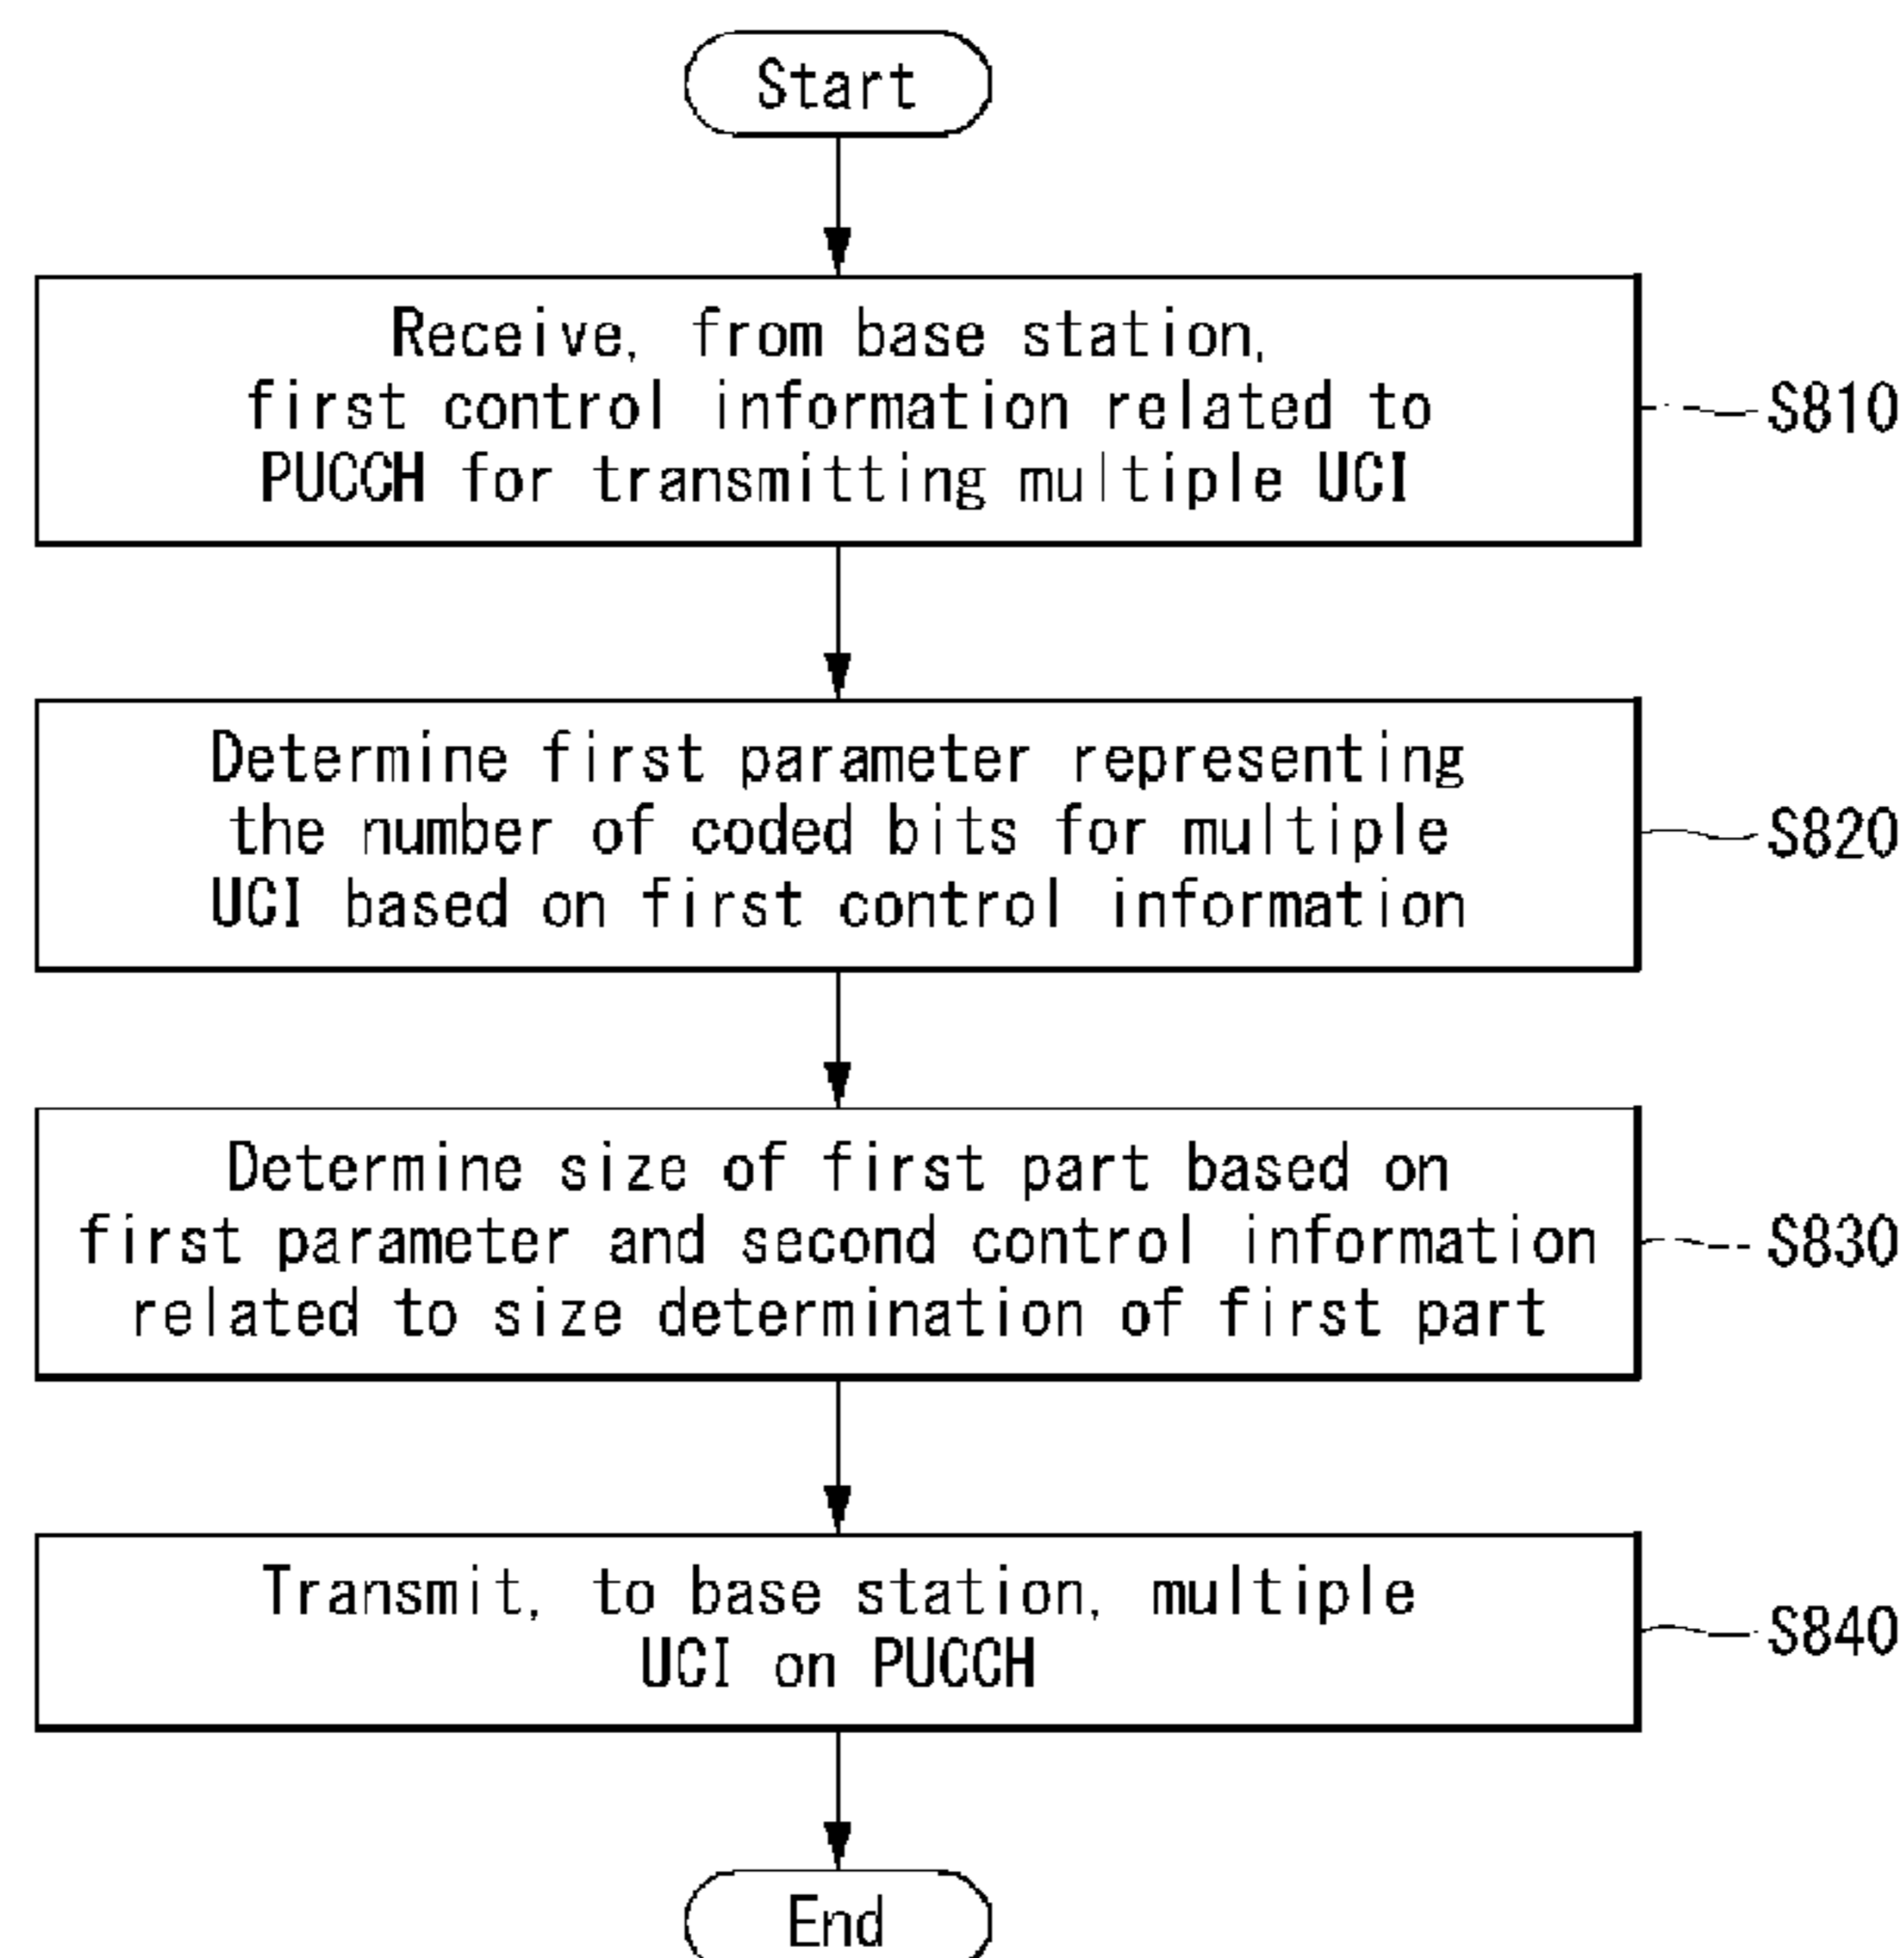 Start
Receive, from base station,
first control information related to
PUCCH for transmitting multiple UCI
S810
Determine first parameter representing
the number of coded bits for multiple
UCI based on first control information
S820
Determine size of first part based on
first parameter and second control information
related to size determination of first part
S830
Transmit, to base station, multiple
UCI on PUCCH
S840
End